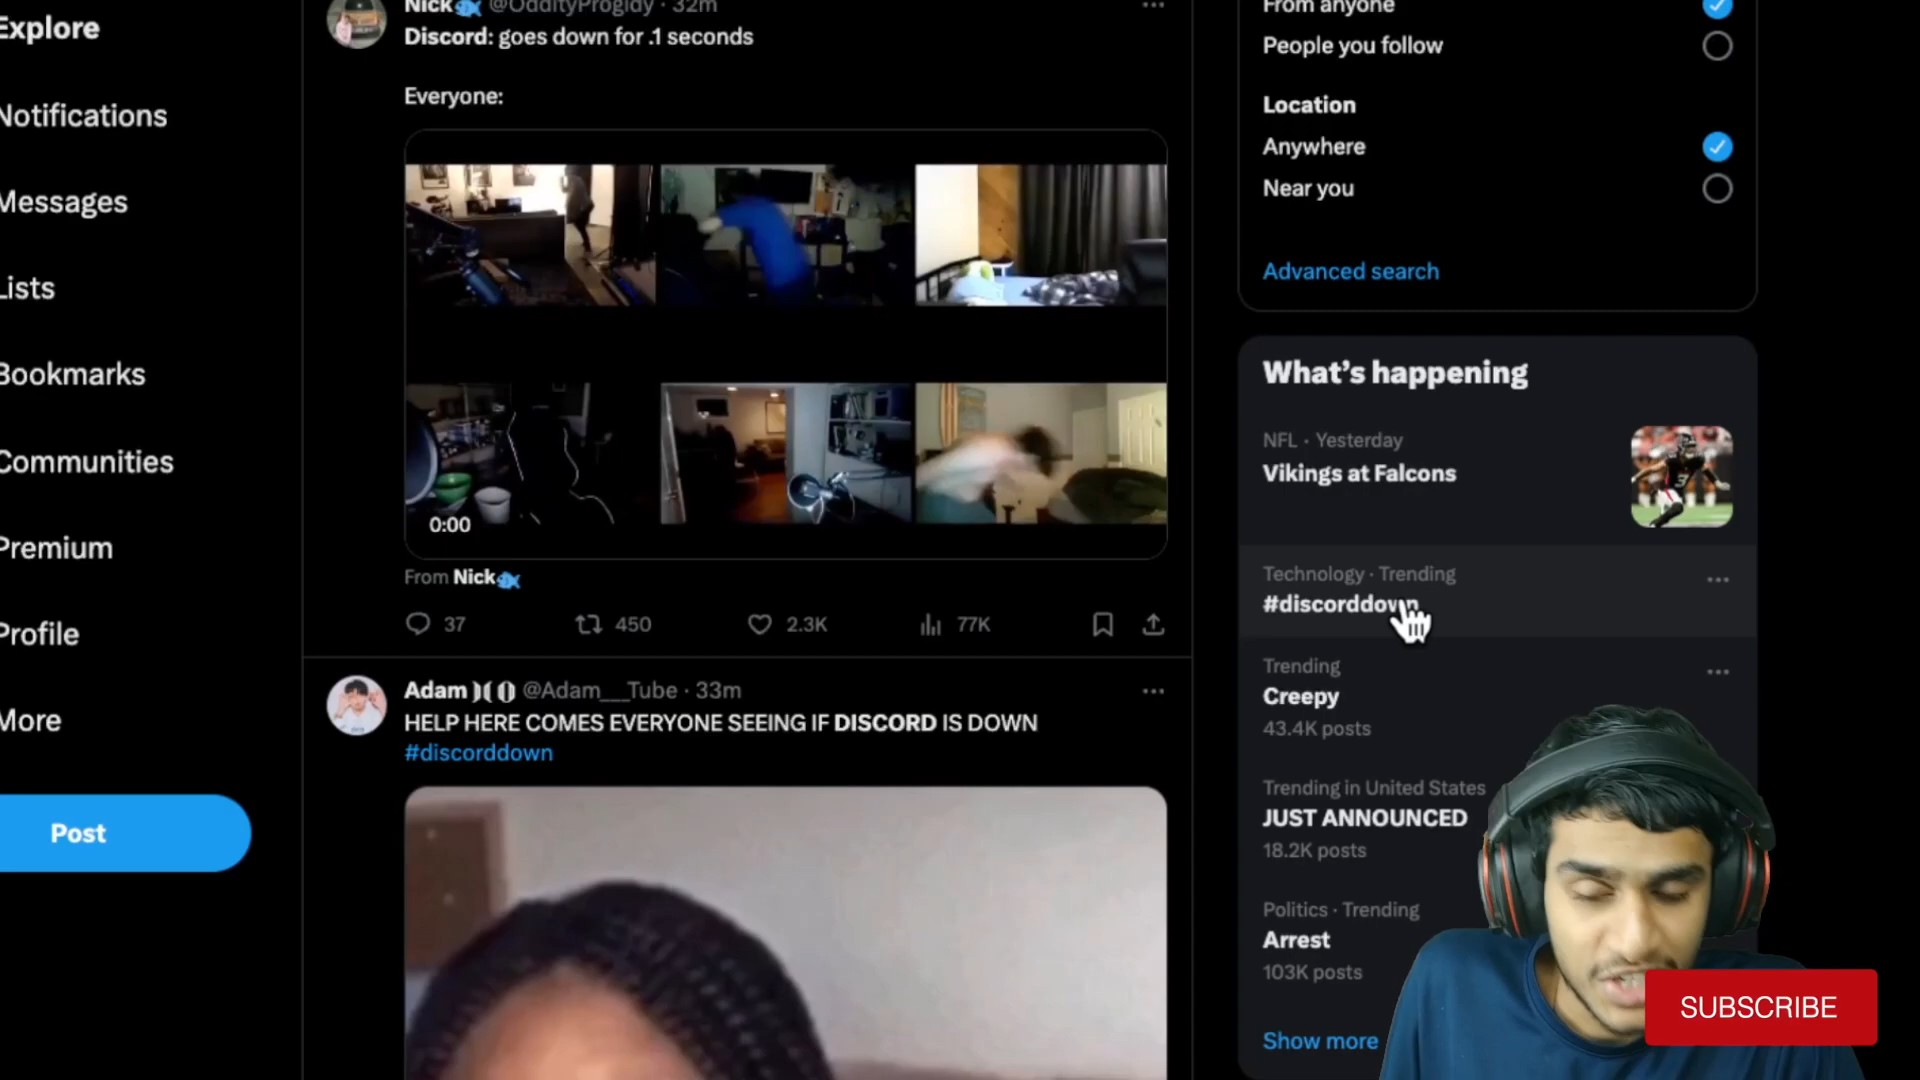 Explore
Notifications
Messages
Lists
Bookmarks
Communities
Premium
Profile
More
Post
Nick @OddityProgidy · 32m
Discord: goes down for .1 seconds
Everyone:
0:00
From Nick
37 450 2.3K 77K
Adam @Adam___Tube · 33m
HELP HERE COMES EVERYONE SEEING IF DISCORD IS DOWN
#discorddown
From anyone
People you follow
Location
Anywhere
Near you
Advanced search
What's happening
NFL · Yesterday
Vikings at Falcons
Technology · Trending
#discorddown
Trending
Creepy
43.4K posts
Trending in United States
JUST ANNOUNCED
18.2K posts
Politics · Trending
Arrest
103K posts
Show more
SUBSCRIBE